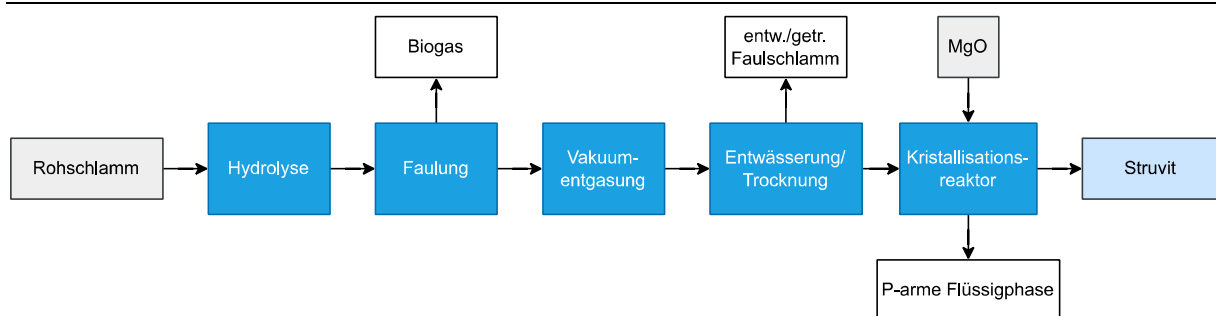 Biogas
entw./getr.
Faulschlamm
MgO
Rohschlamm
Hydrolyse
Faulung
Vakuum-
entgasung
Entwässerung/
Trocknung
Kristallisations-
reaktor
Struvit
P-arme Flüssigphase